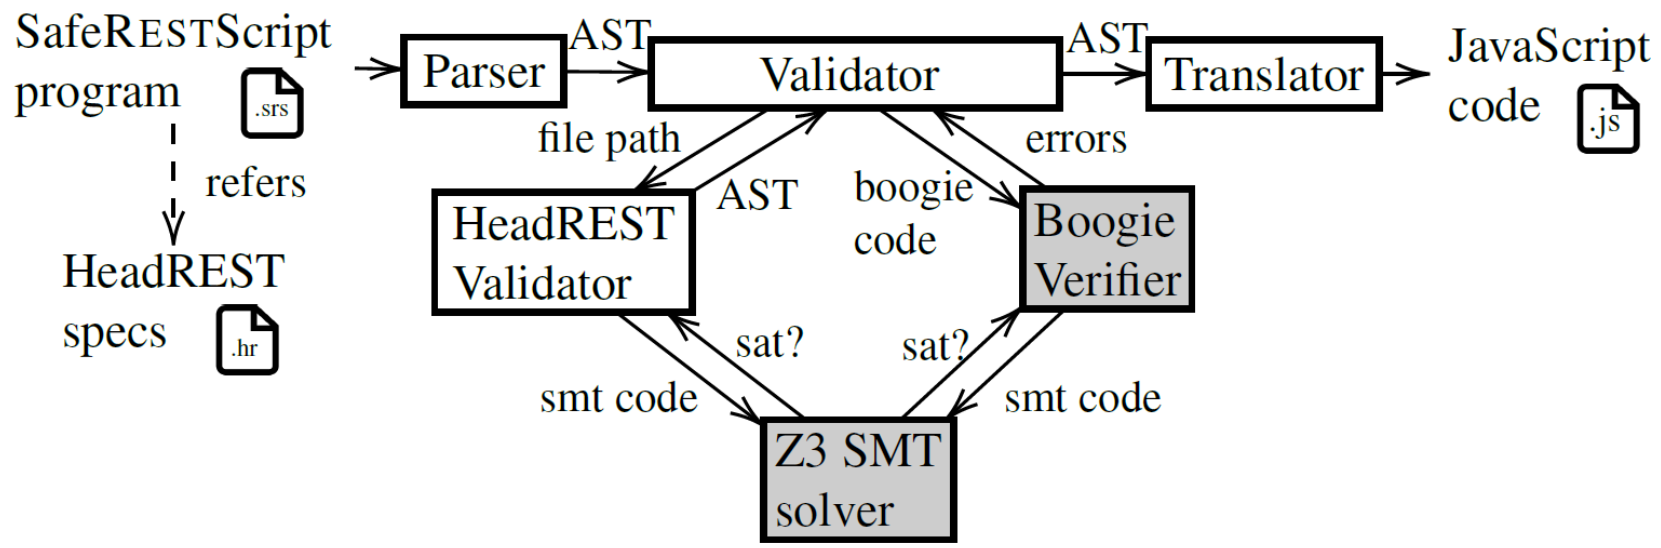 SafeRESTScript
program
.srs
refers
HeadREST
specs
.hr
AST
Parser
Validator
AST
Translator
JavaScript
code
.js
file path
AST
boogie
code
errors
HeadREST
Validator
Boogie
Verifier
sat?
sat?
smt code
smt code
Z3 SMT
solver